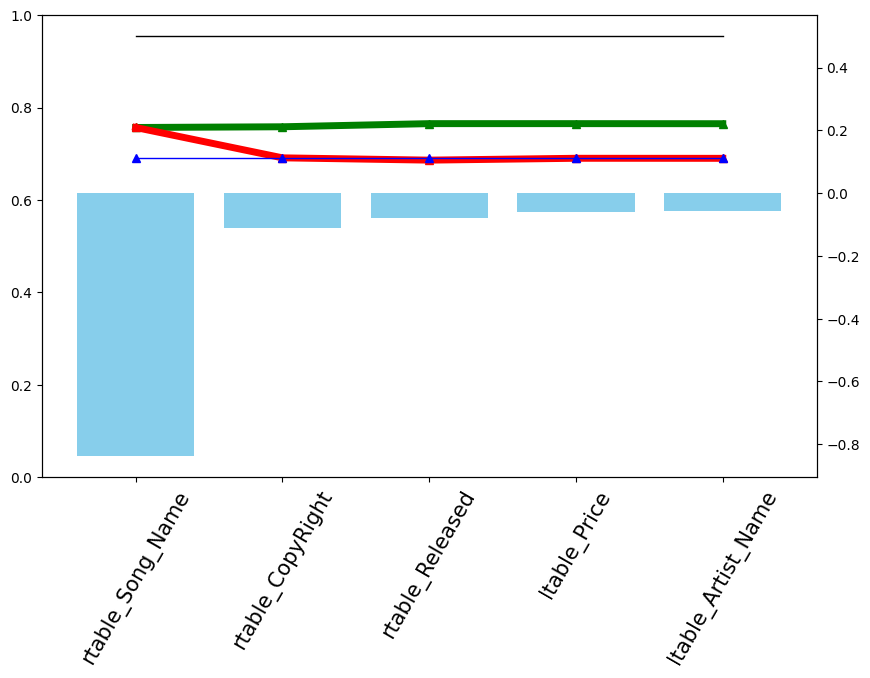 1.0
0.8
0.6
0.4
0.2
0.0
0.4
0.2
0.0
−0.2
−0.4
−0.6
−0.8
rtable_Song_Name
rtable_CopyRight
rtable_Released
ltable_Price
ltable_Artist_Name